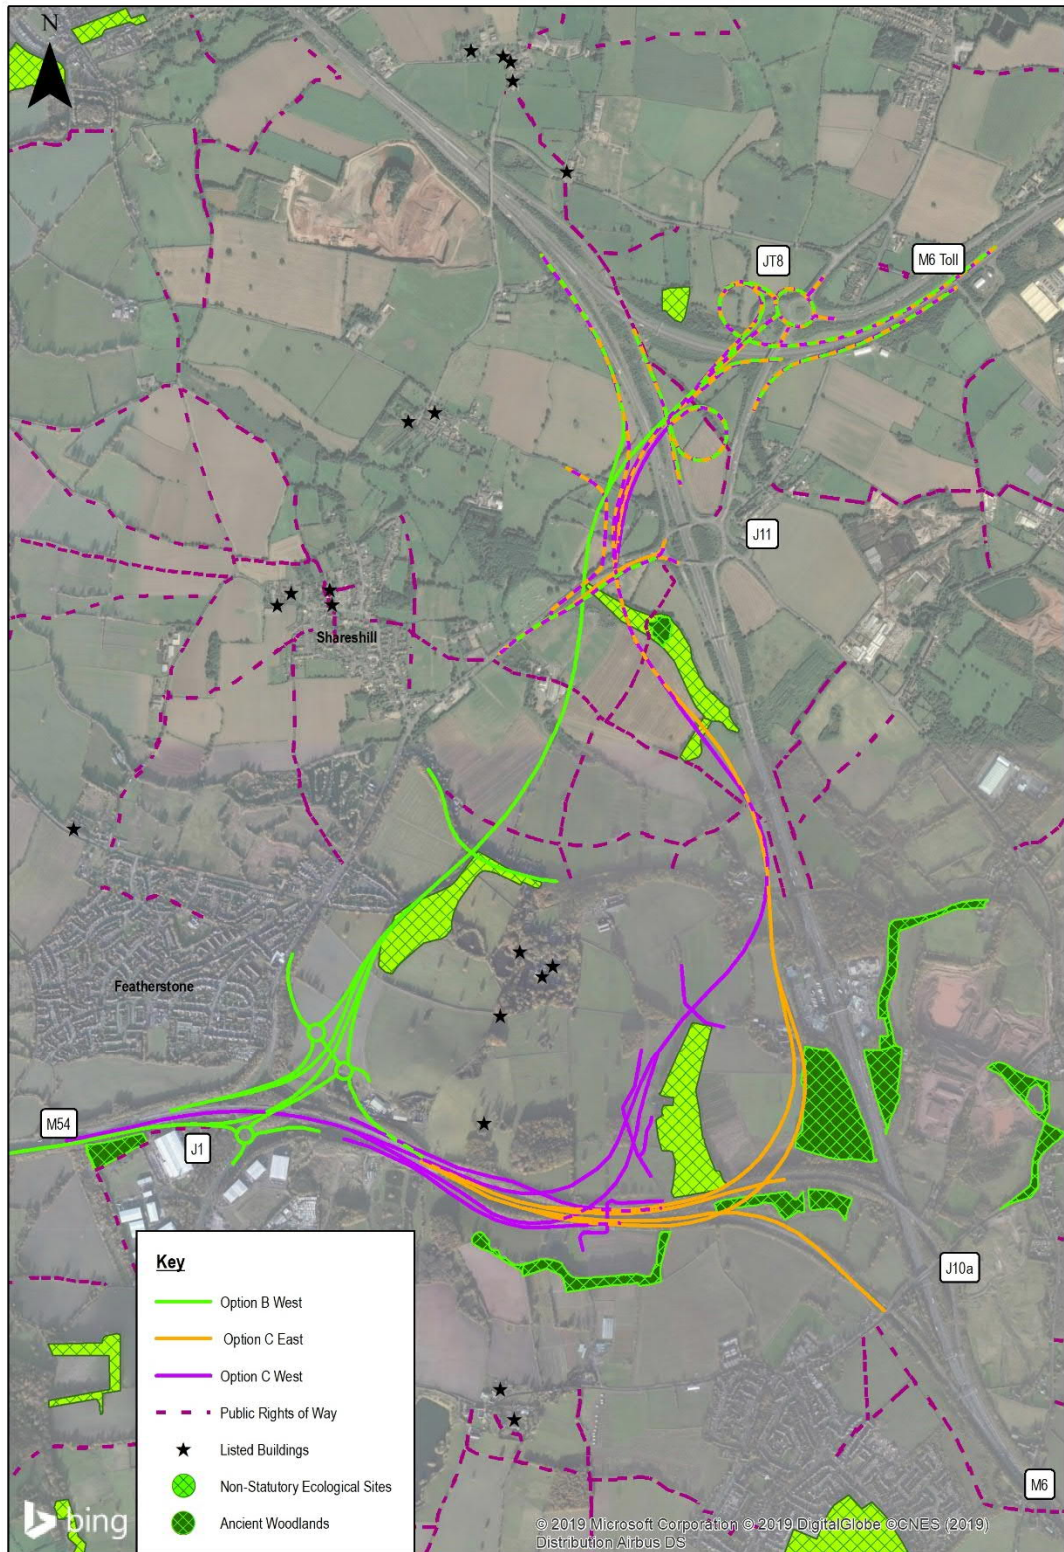 N
JT8
M6 Toll
J11
Shareshill
Featherstone
M54
J1
J10a
M6
Key
Option B West
Option C East
Option C West
Public Rights of Way
Listed Buildings
Non-Statutory Ecological Sites
Ancient Woodlands
bing
© 2019 Microsoft Corporation © 2019 DigitalGlobe ©CNES (2019)
Distribution Airbus DS